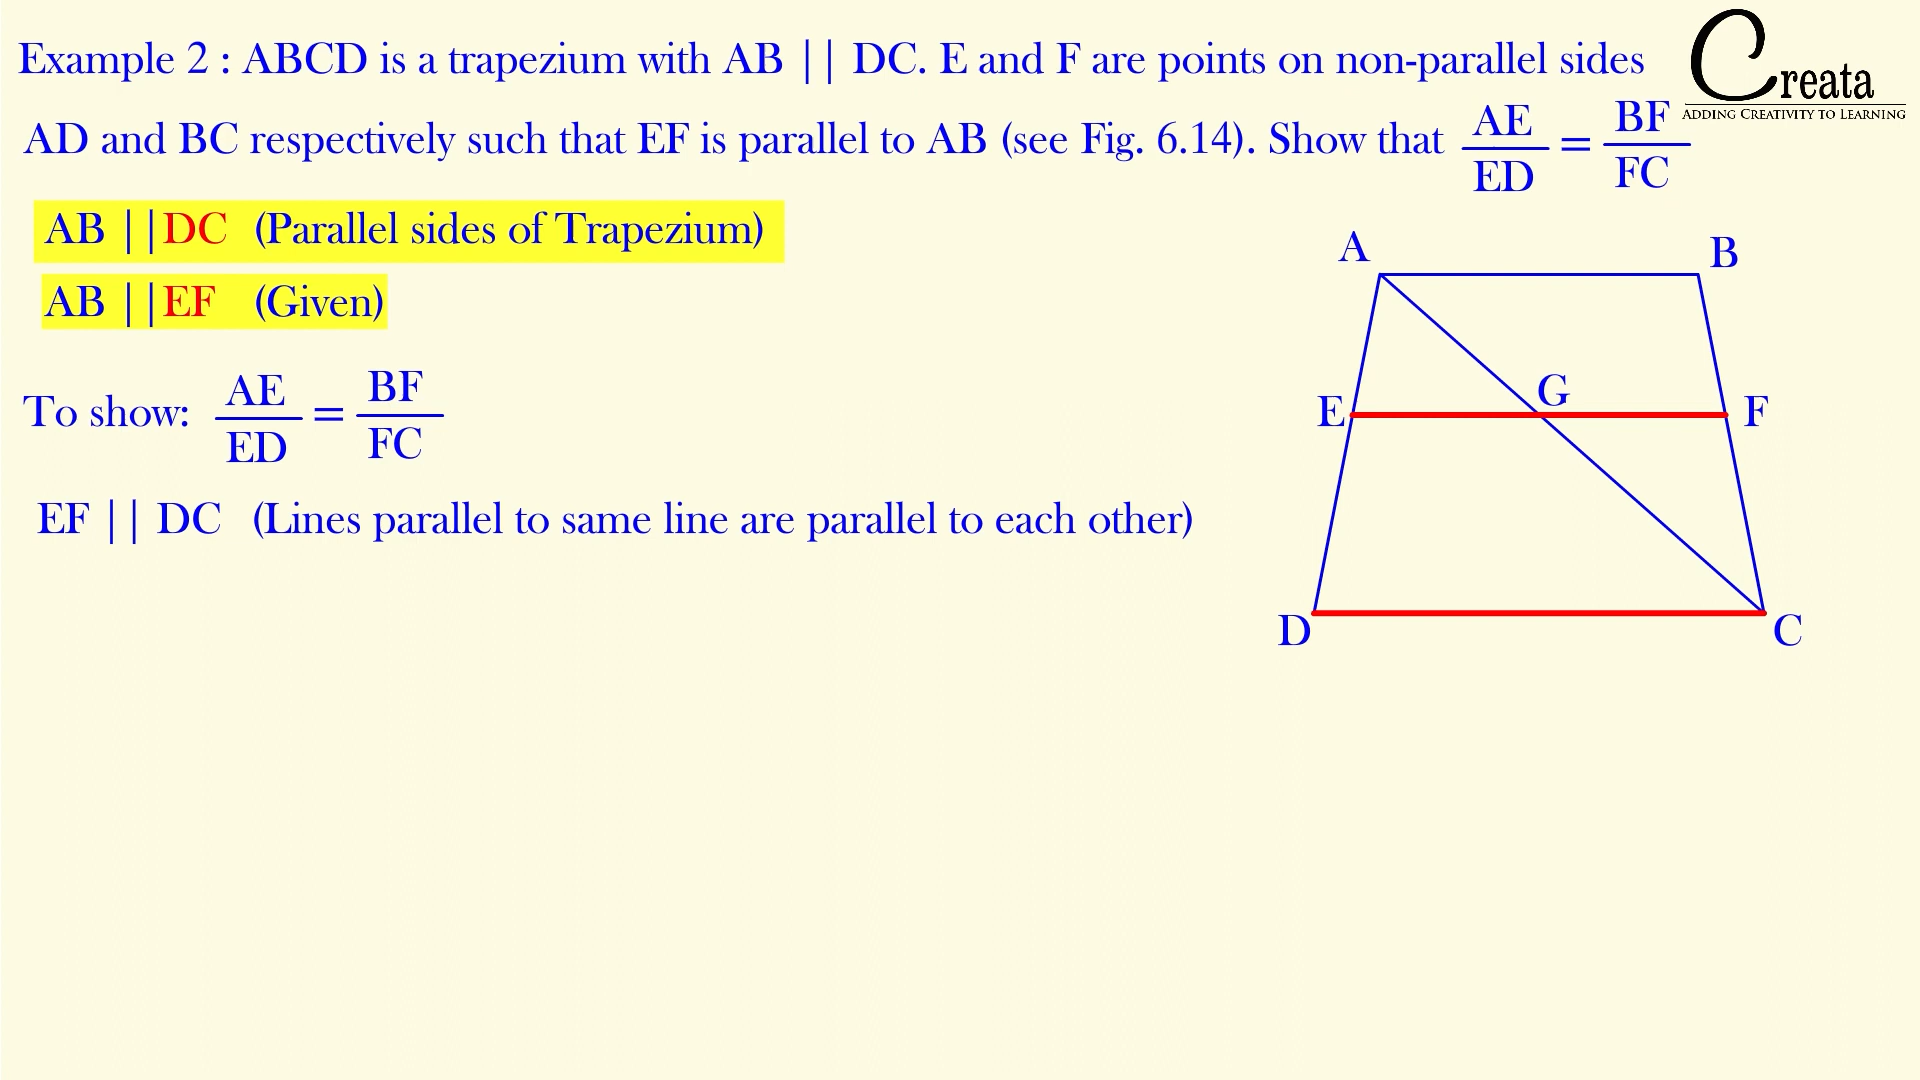 Example 2 : ABCD is a trapezium with AB || DC. E and F are points on non-parallel sides
Creata
ADDING CREATIVITY TO LEARNING
AD and BC respectively such that EF is parallel to AB (see Fig. 6.14). Show that AE/ED = BF/FC
AB ||DC (Parallel sides of Trapezium)
AB ||EF (Given)
To show: AE/ED = BF/FC
EF || DC (Lines parallel to same line are parallel to each other)
A B
G
E F
D C